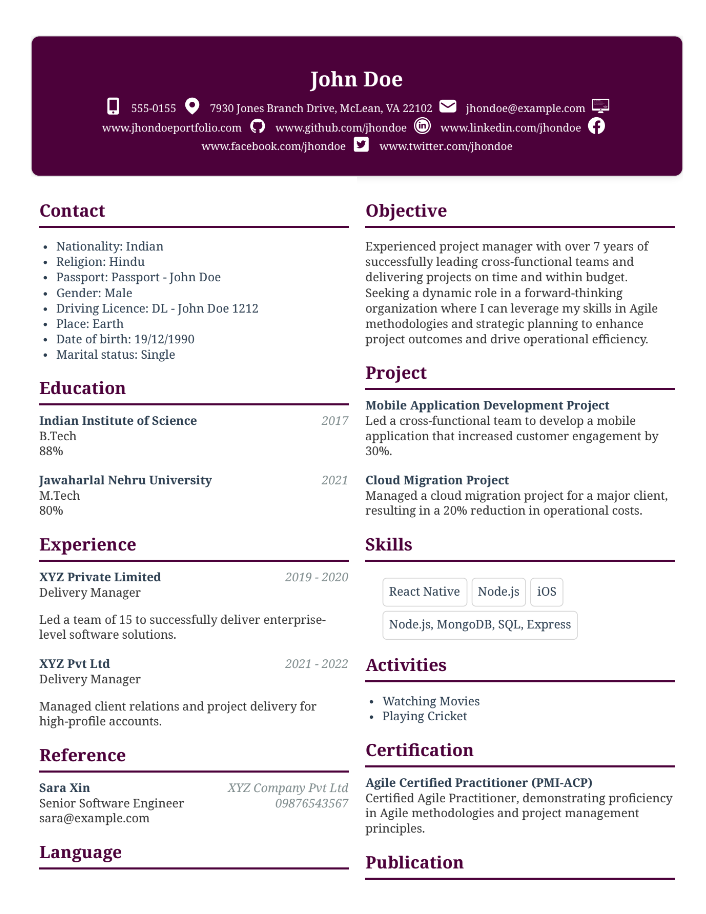 John Doe
555-0155 7930 Jones Branch Drive, McLean, VA 22102 jhondoe@example.com
www.jhondoeportfolio.com www.github.com/jhondoe www.linkedin.com/jhondoe
www.facebook.com/jhondoe www.twitter.com/jhondoe
Contact
• Nationality: Indian
• Religion: Hindu
• Passport: Passport - John Doe
• Gender: Male
• Driving Licence: DL - John Doe 1212
• Place: Earth
• Date of birth: 19/12/1990
• Marital status: Single
Education
Indian Institute of Science 2017
B.Tech
88%
Jawaharlal Nehru University 2021
M.Tech
80%
Experience
XYZ Private Limited 2019 - 2020
Delivery Manager
Led a team of 15 to successfully deliver enterprise-
level software solutions.
XYZ Pvt Ltd 2021 - 2022
Delivery Manager
Managed client relations and project delivery for
high-profile accounts.
Reference
Sara Xin XYZ Company Pvt Ltd
Senior Software Engineer 09876543567
sara@example.com
Language
Objective
Experienced project manager with over 7 years of
successfully leading cross-functional teams and
delivering projects on time and within budget.
Seeking a dynamic role in a forward-thinking
organization where I can leverage my skills in Agile
methodologies and strategic planning to enhance
project outcomes and drive operational efficiency.
Project
Mobile Application Development Project
Led a cross-functional team to develop a mobile
application that increased customer engagement by
30%.
Cloud Migration Project
Managed a cloud migration project for a major client,
resulting in a 20% reduction in operational costs.
Skills
React Native Node.js iOS
Node.js, MongoDB, SQL, Express
Activities
• Watching Movies
• Playing Cricket
Certification
Agile Certified Practitioner (PMI-ACP)
Certified Agile Practitioner, demonstrating proficiency
in Agile methodologies and project management
principles.
Publication